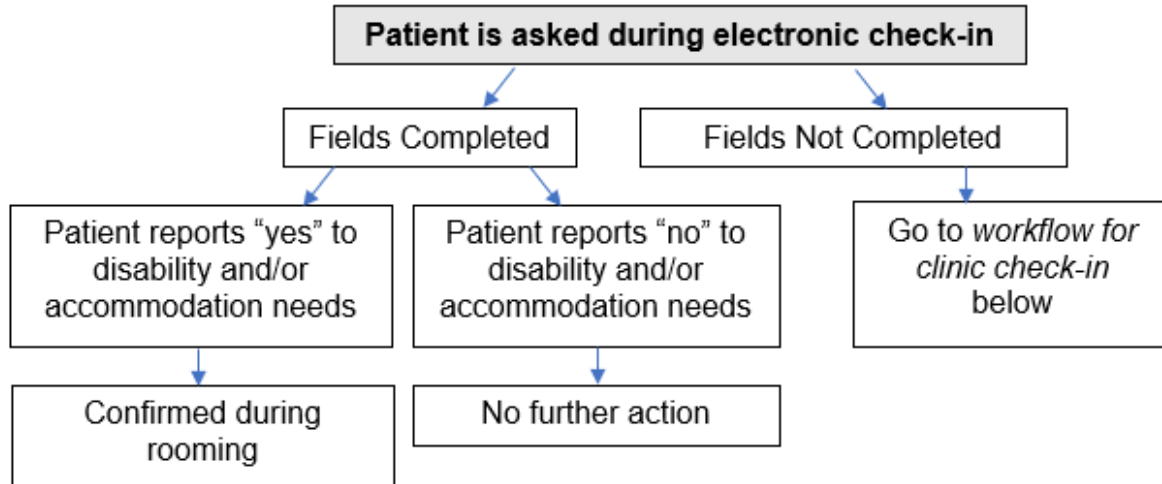 Patient is asked during electronic check-in
Fields Completed
Fields Not Completed
Patient reports “yes” to
disability and/or
accommodation needs
Patient reports “no” to
disability and/or
accommodation needs
Go to workflow for
clinic check-in
below
Confirmed during
rooming
No further action